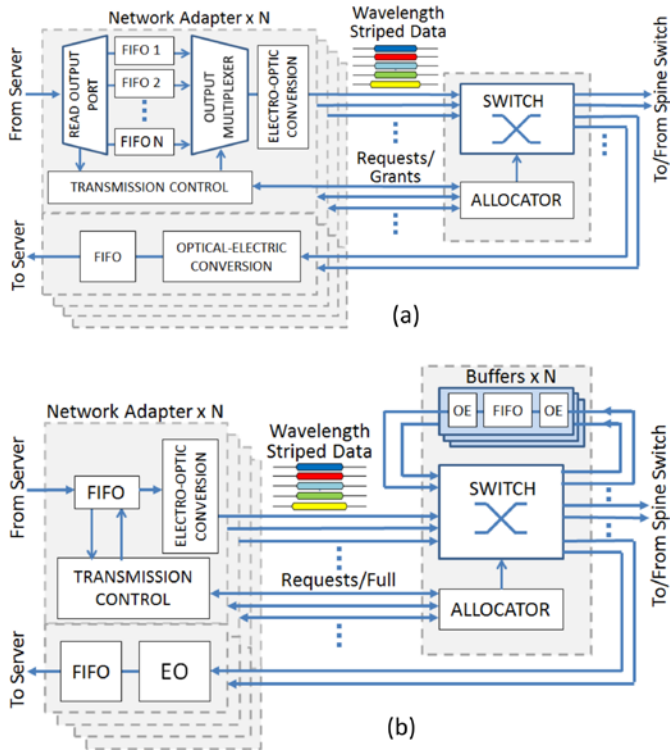 Network Adapter x N
Wavelength
Striped Data
From Server
READ OUTPUT
PORT
FIFO 1
FIFO 2
FIFO N
OUTPUT
MULTIPLEXER
ELECTRO-OPTIC
CONVERSION
SWITCH
To/From Spine Switch
TRANSMISSION CONTROL
Requests/
Grants
ALLOCATOR
To Server
FIFO
OPTICAL-ELECTRIC
CONVERSION
(a)
Buffers x N
OE
FIFO
OE
Network Adapter x N
Wavelength
Striped Data
From Server
FIFO
ELECTRO-OPTIC
CONVERSION
SWITCH
To/From Spine Switch
TRANSMISSION
CONTROL
Requests/Full
ALLOCATOR
To Server
FIFO
EO
(b)